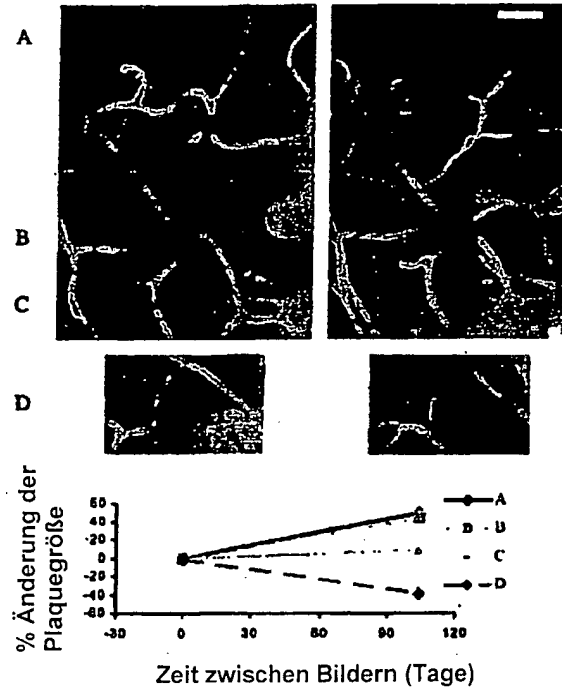 A
B
C
D
% Änderung der
Plaquegröße
60
40
20
0
-20
-40
-60
-30 0 30 60 90 120
A
B
C
D
Zeit zwischen Bildern (Tage)